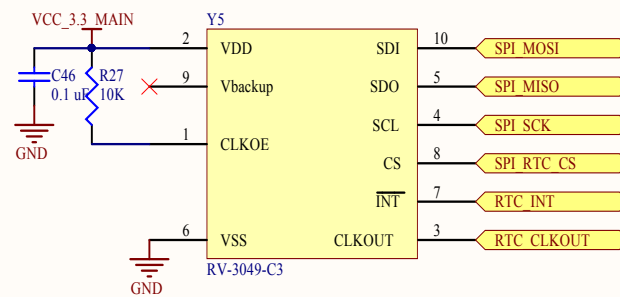 VCC_3.3_MAIN
Y5
2 VDD SDI 10 SPI_MOSI
C46 R27
0.1 uF 10K
9 Vbackup SDO 5 SPI_MISO
SCL 4 SPI_SCK
1 CLKOE
GND
CS 8 SPI_RTC_CS
INT 7 RTC_INT
6 VSS CLKOUT 3 RTC_CLKOUT
RV-3049-C3
GND